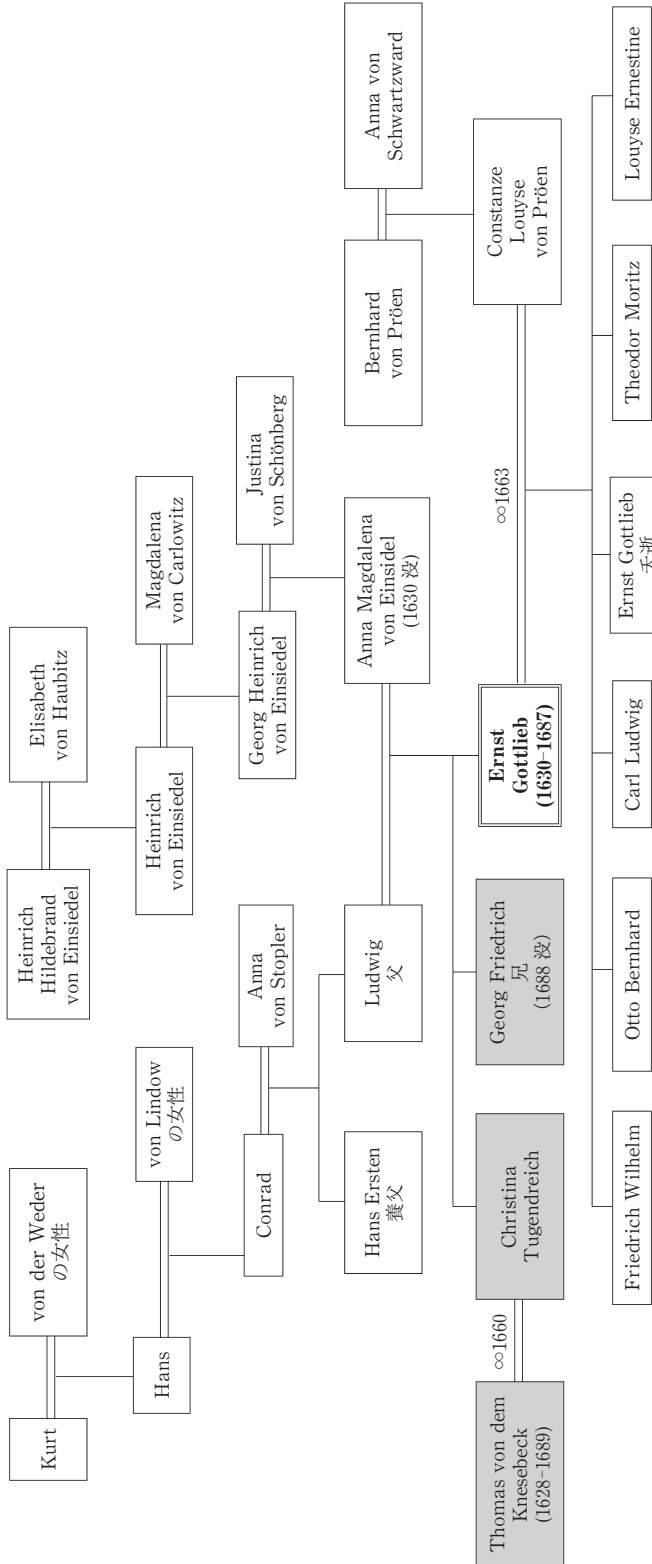 Kurt
von der Weder
の女性
Heinrich
Hildebrand
von Einsiedel
Elisabeth
von Haubitz
Hans
von Lindow
の女性
Heinrich
von Einsiedel
Magdalena
von Carlowitz
Conrad
Anna
von Stopler
Georg Heinrich
von Einsiedel
Justina
von Schönberg
Hans Ersten
養父
Ludwig
父
Anna Magdalena
von Einsidel
(1630 没)
Bernhard
von Pröen
Anna von
Schwartzward
Thomas von dem
Knesebeck
(1628–1689)
∞1660
Christina
Tugendreich
Georg Friedrich
兄
(1688 没)
Ernst
Gottlieb
(1630–1687)
∞1663
Constanze
Louyse
von Pröen
Friedrich Wilhelm
Otto Bernhard
Carl Ludwig
Ernst Gottlieb
夭逝
Theodor Moritz
Louyse Ernestine